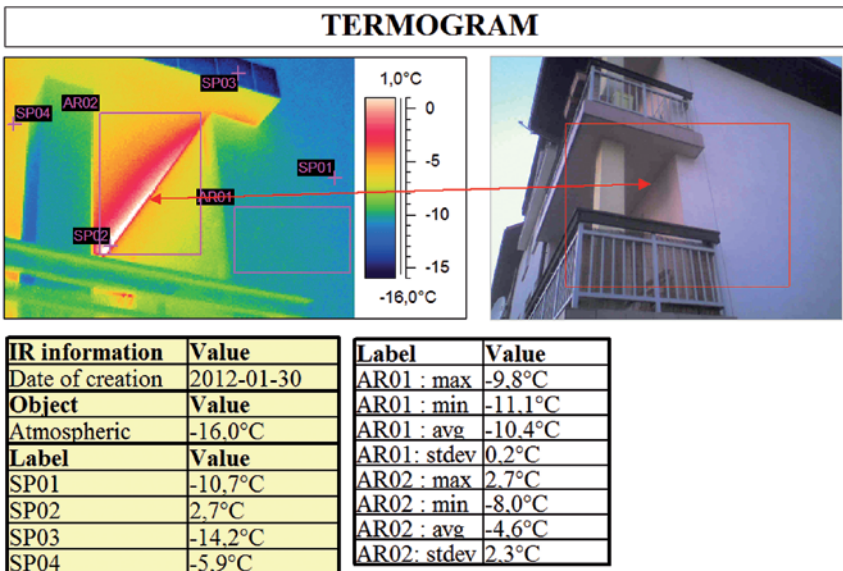 TERMOGRAM
SP03
AR02
SP04
SP01
AR01
SP02
1,0°C
0
-5
-10
-15
-16,0°C
IR information Value
Date of creation 2012-01-30
Object Value
Atmospheric -16,0°C
Label Value
SP01 -10,7°C
SP02 2,7°C
SP03 -14,2°C
SP04 -5,9°C
Label Value
AR01 : max -9,8°C
AR01 : min -11,1°C
AR01 : avg -10,4°C
AR01: stdev 0,2°C
AR02 : max 2,7°C
AR02 : min -8,0°C
AR02 : avg -4,6°C
AR02: stdev 2,3°C